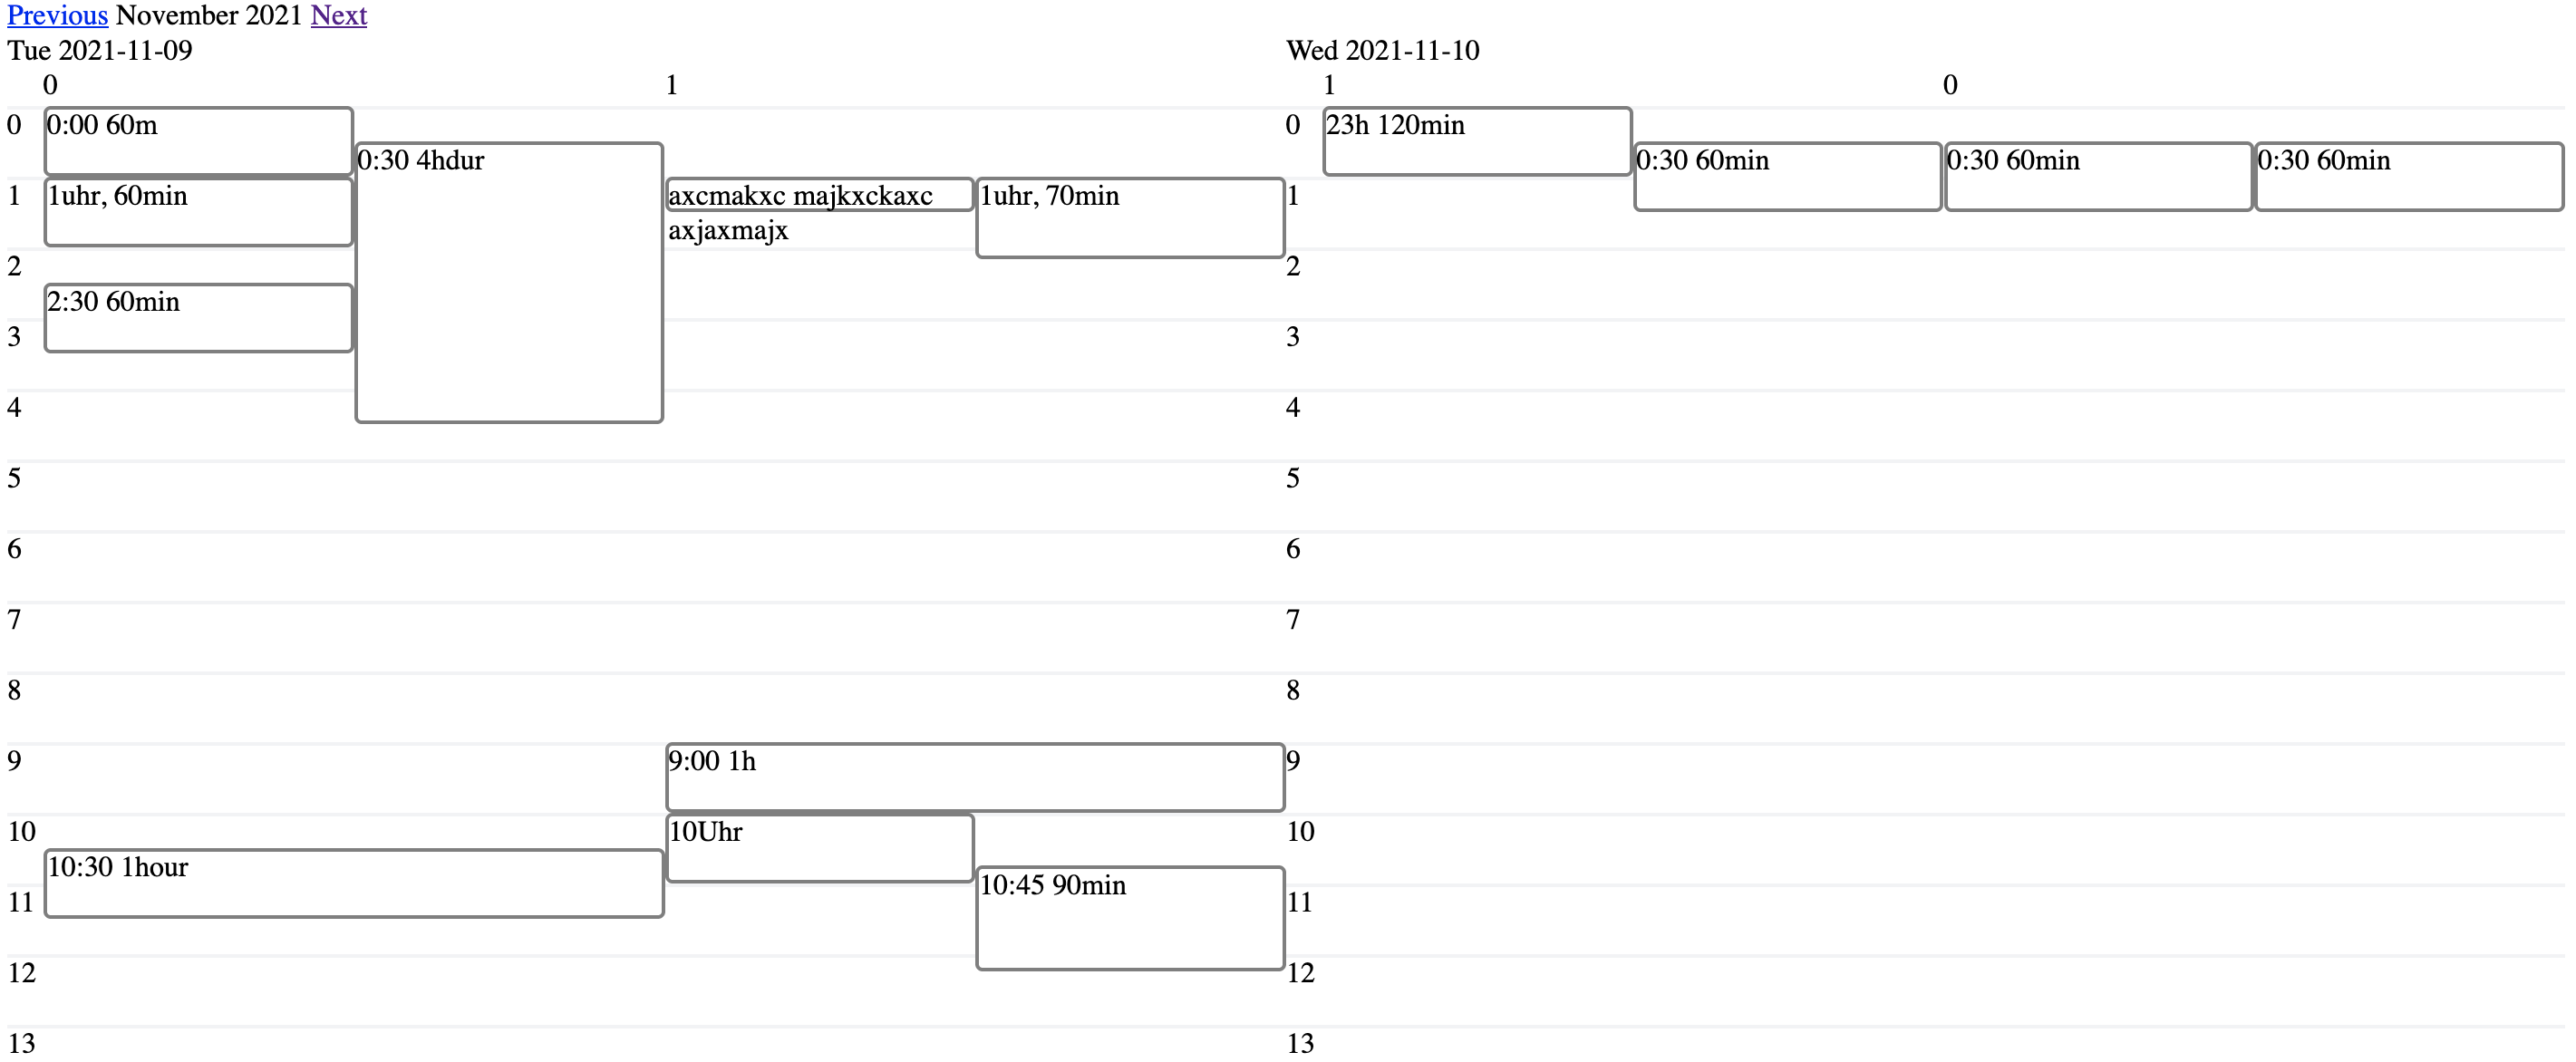 Previous November 2021 Next
Tue 2021-11-09
0 1
0
0:00 60m
0:30 4hdur
1
1uhr, 60min
axcmakxc majkxckaxc
axjaxmajx
1uhr, 70min
2
2:30 60min
3
4
5
6
7
8
9
9:00 1h
10
10Uhr
10:30 1hour
10:45 90min
11
12
13
Wed 2021-11-10
1 0
0
23h 120min
0:30 60min
0:30 60min
0:30 60min
1
2
3
4
5
6
7
8
9
10
11
12
13